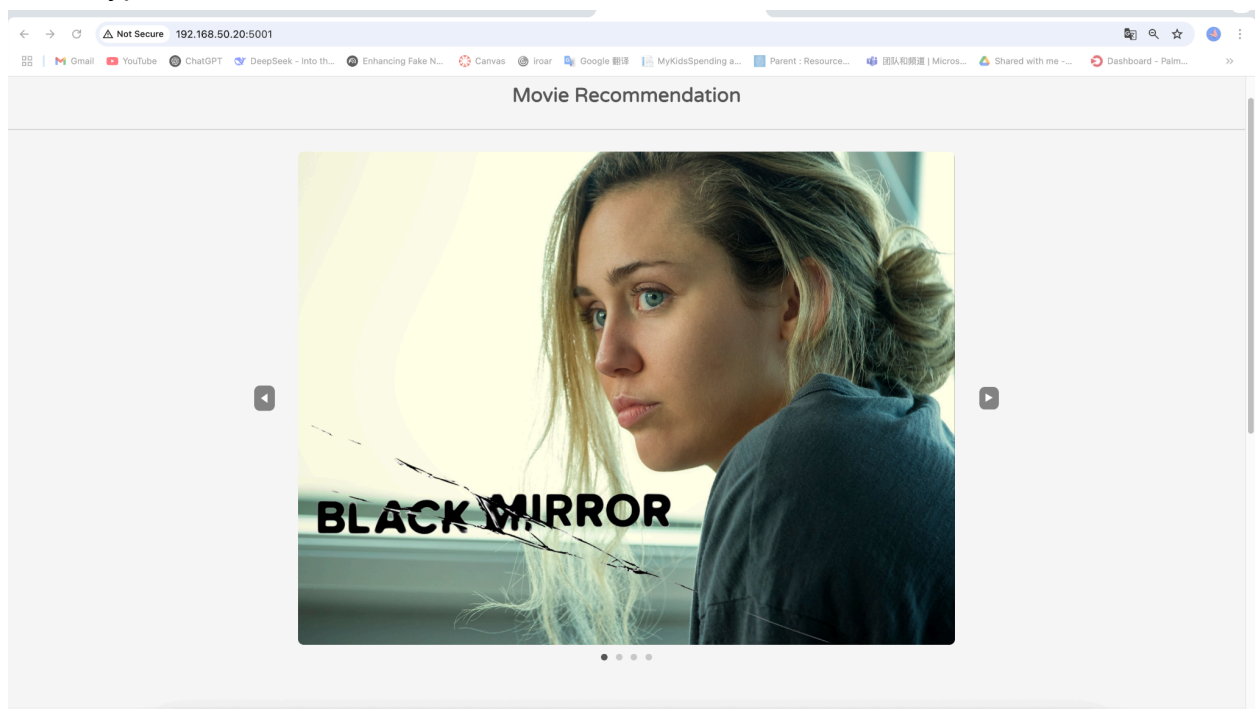 Not Secure 192.168.50.20:5001
Gmail YouTube ChatGPT DeepSeek - Into th... Enhancing Fake N... Canvas iroar Google 翻译 MyKidsSpending a... Parent : Resource... 团队和频道 | Micros... Shared with me -... Dashboard - Palm...
Movie Recommendation
BLACK MIRROR